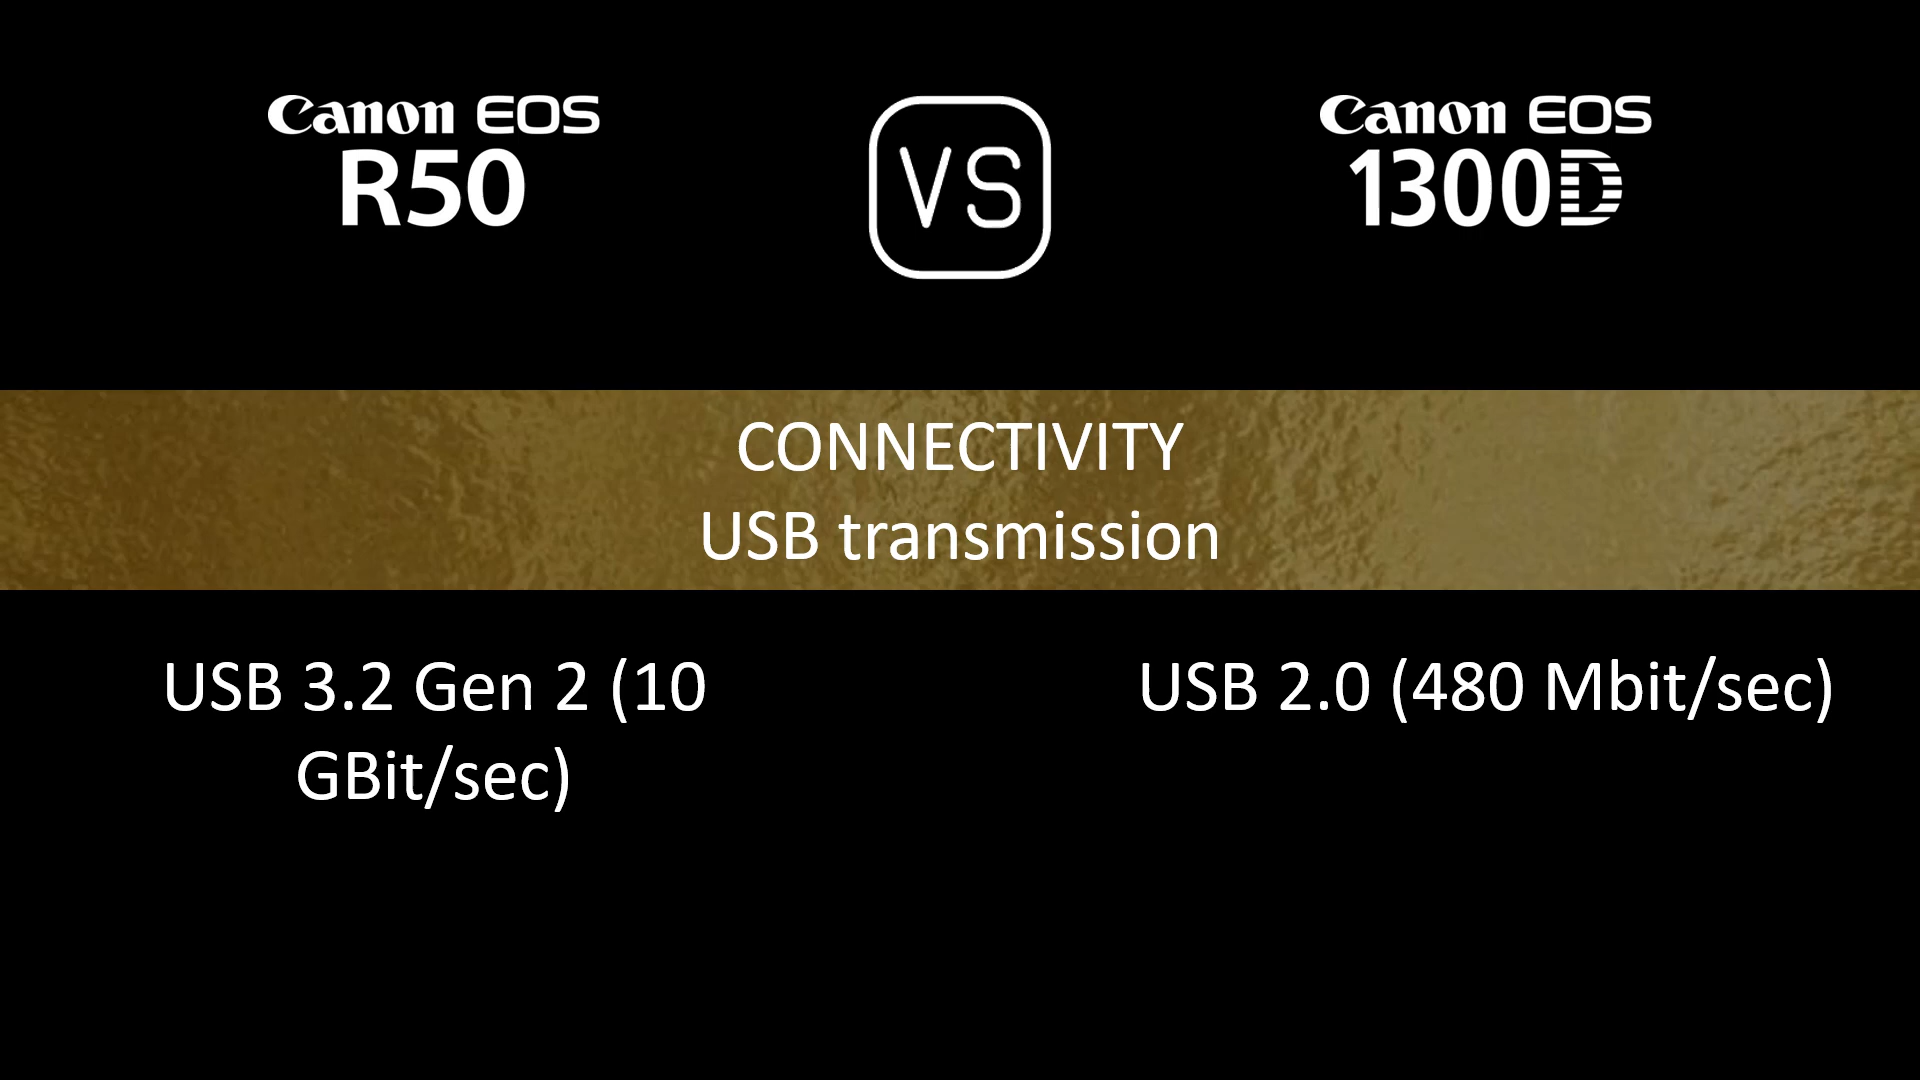 Canon EOS
R50
VS
Canon EOS
1300D
CONNECTIVITY
USB transmission
USB 3.2 Gen 2 (10
GBit/sec)
USB 2.0 (480 Mbit/sec)